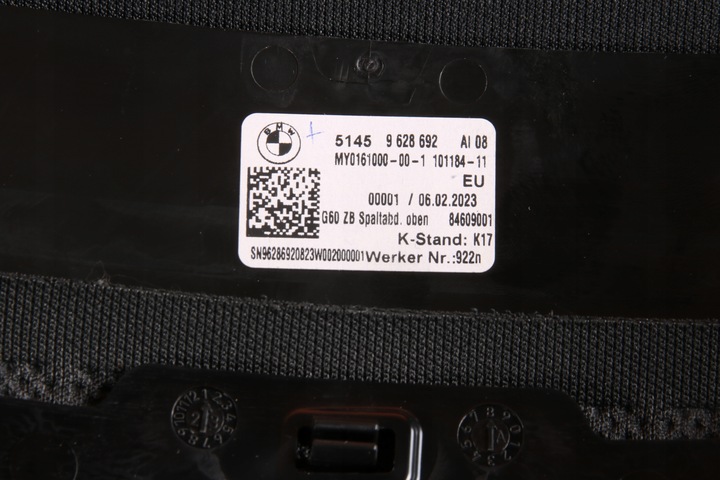 BMW
5145 9 628 692 AI 08
MY0161000-00-1 101184-11
EU
00001 / 06.02.2023
G60 ZB Spaltabd. oben 84609001
K-Stand: K17
SN96286920823W002000001 Werker Nr.:922n